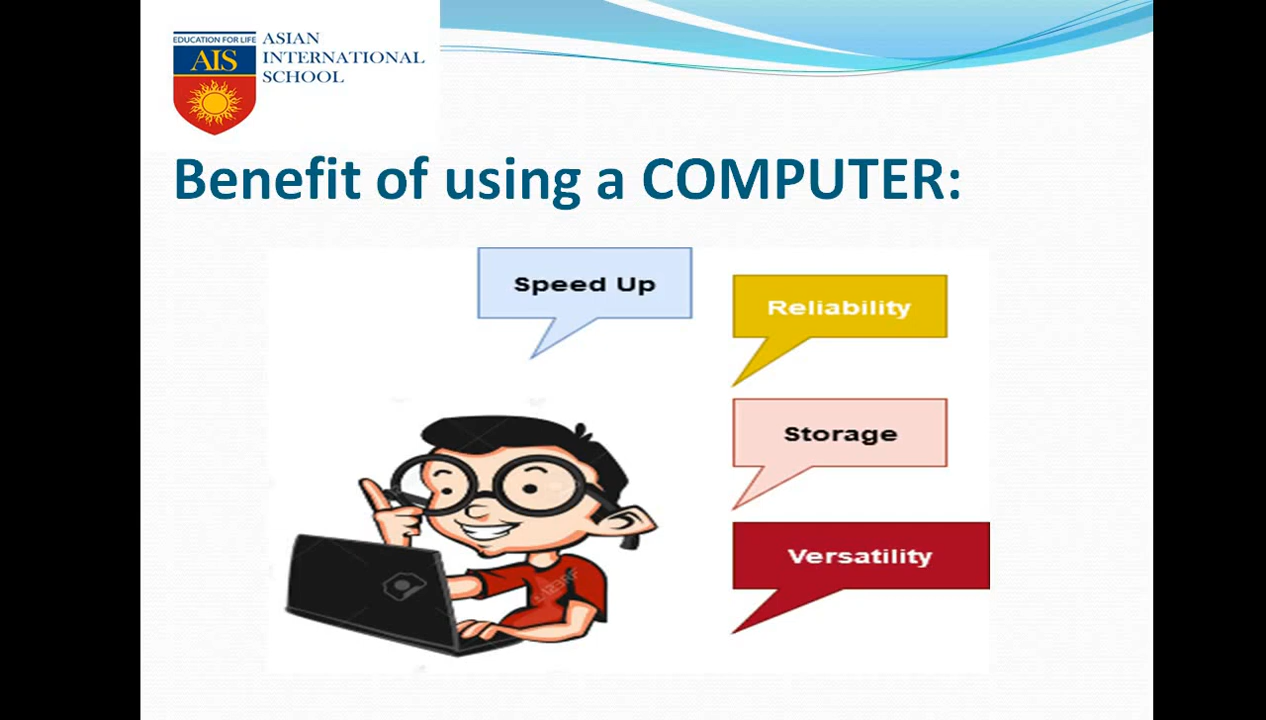 EDUCATION FOR LIFE
AIS
ASIAN
INTERNATIONAL
SCHOOL
Benefit of using a COMPUTER:
Speed Up
Reliability
Storage
Versatility